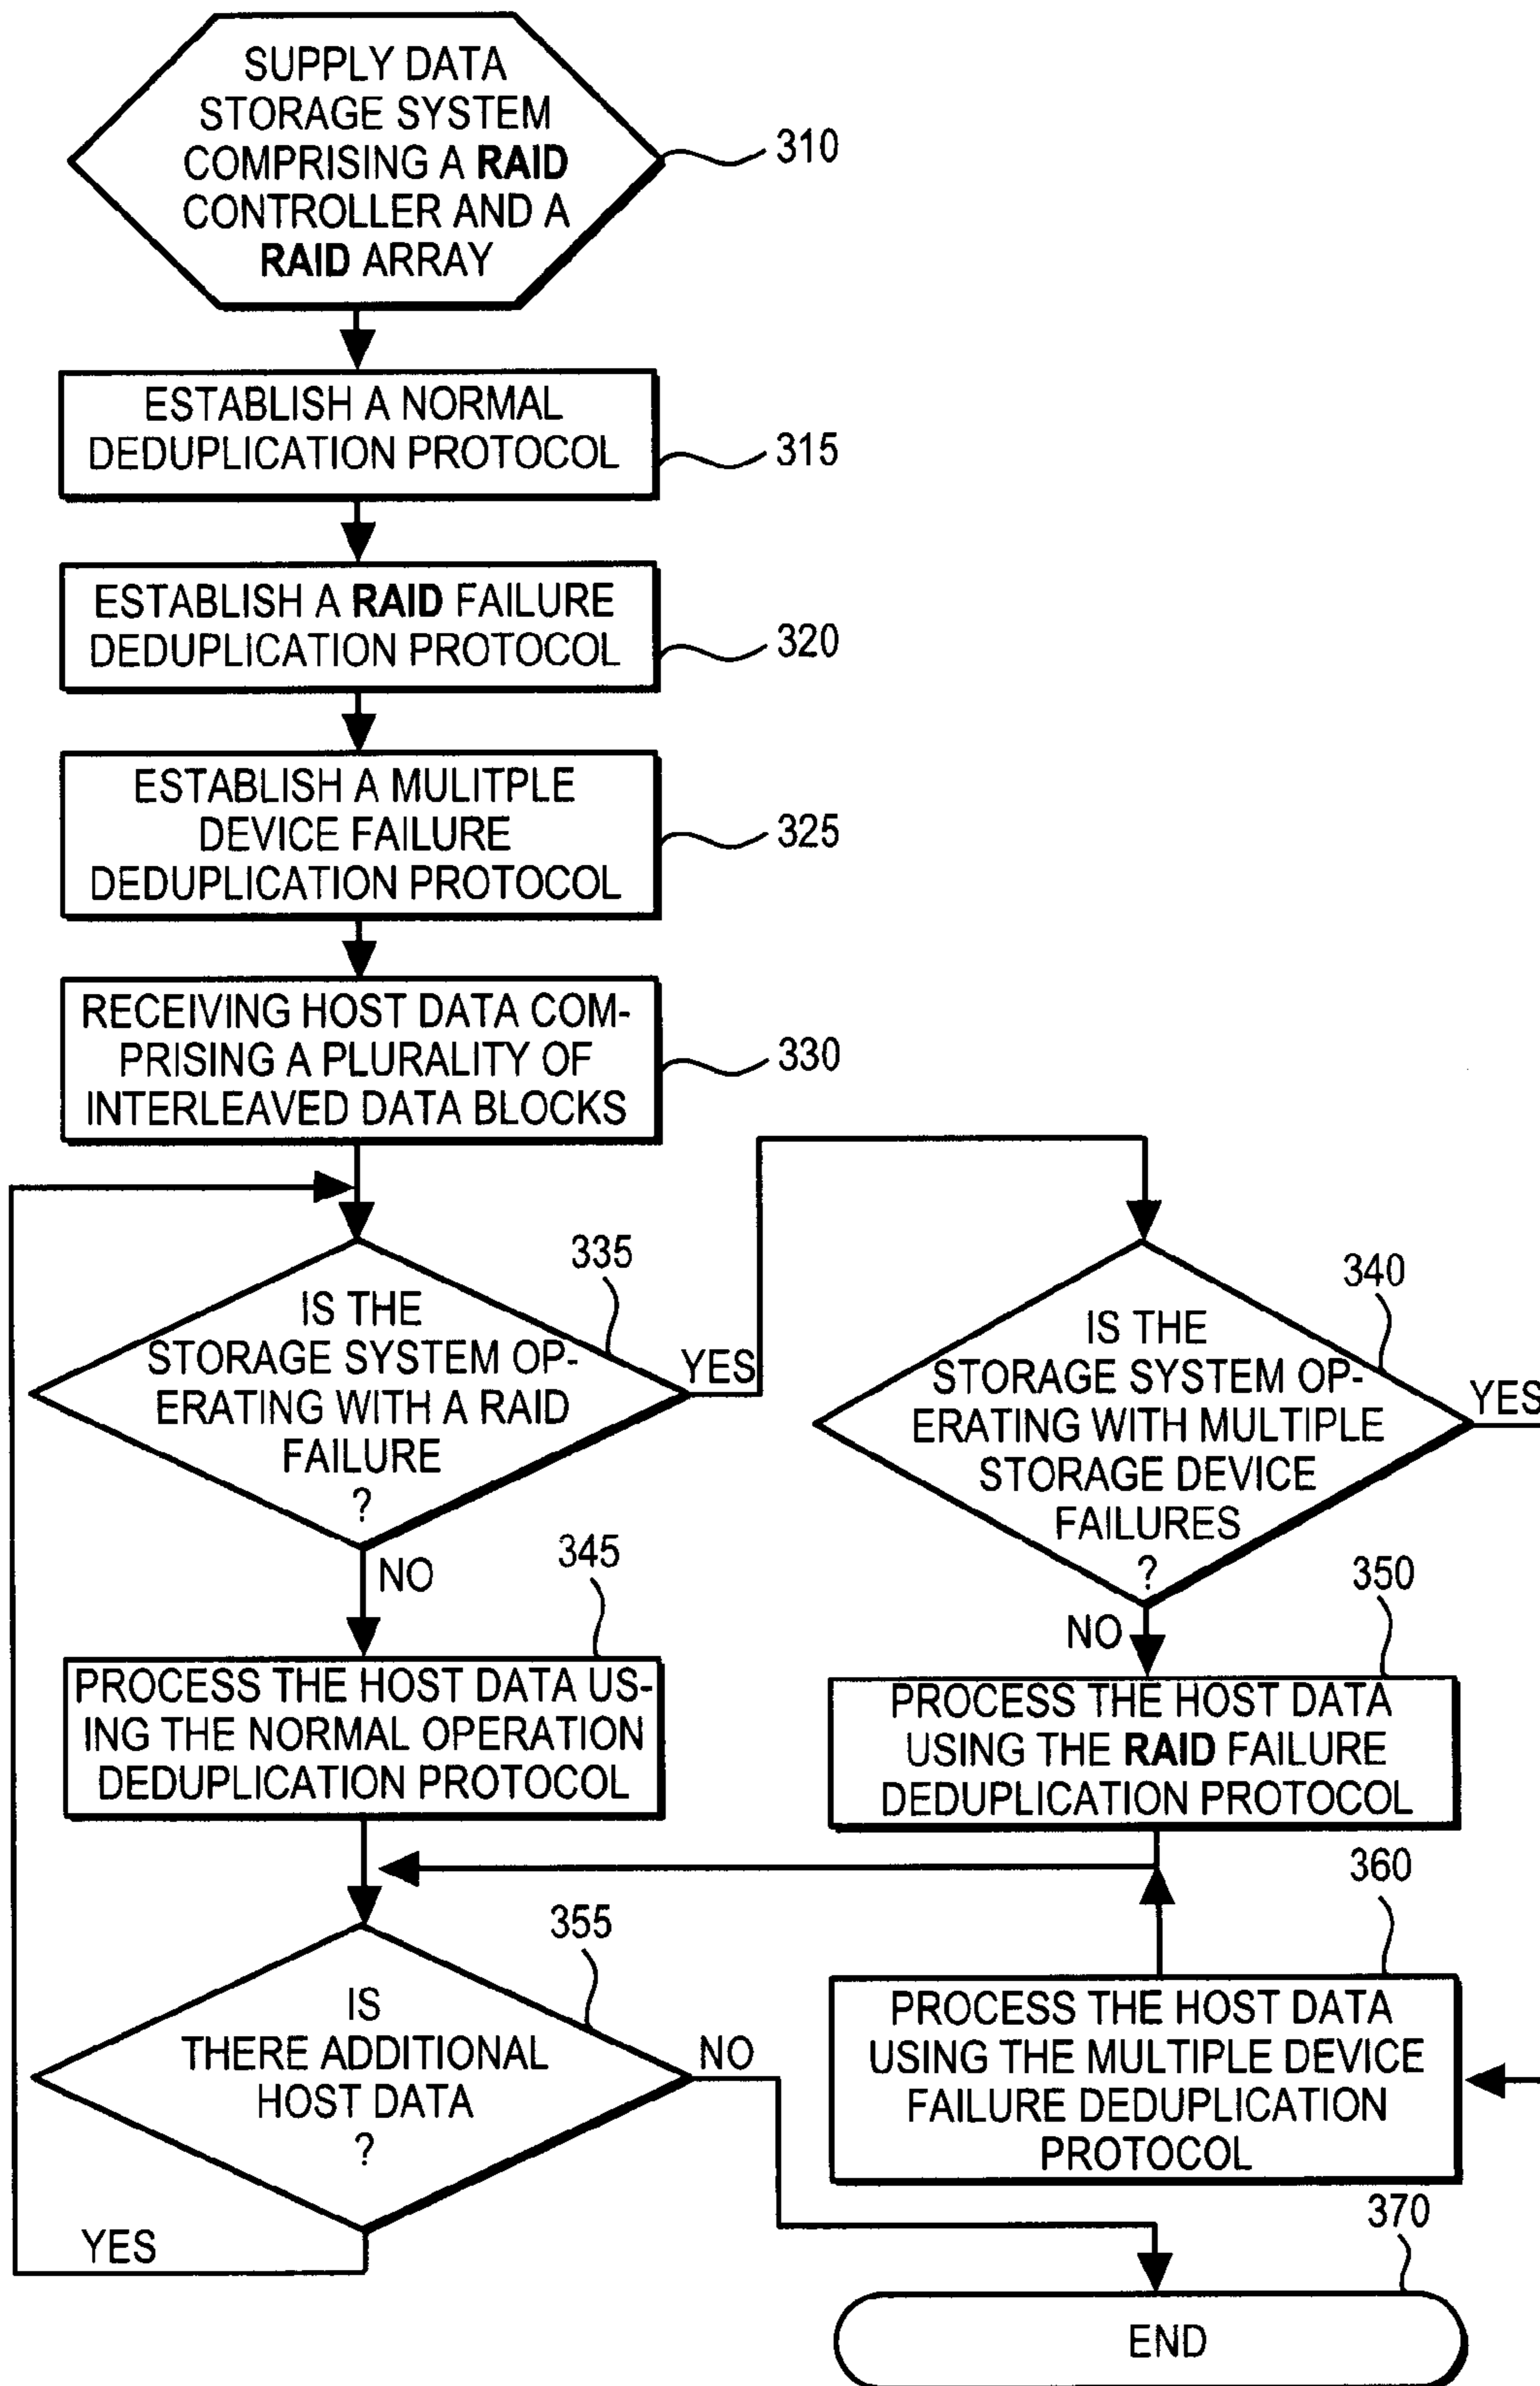 SUPPLY DATA
STORAGE SYSTEM
COMPRISING A RAID
CONTROLLER AND A
RAID ARRAY
310
ESTABLISH A NORMAL
DEDUPLICATION PROTOCOL
315
ESTABLISH A RAID FAILURE
DEDUPLICATION PROTOCOL
320
ESTABLISH A MULITPLE
DEVICE FAILURE
DEDUPLICATION PROTOCOL
325
RECEIVING HOST DATA COM-
PRISING A PLURALITY OF
INTERLEAVED DATA BLOCKS
330
335
IS THE
STORAGE SYSTEM OP-
ERATING WITH A RAID
FAILURE
?
YES
NO
340
IS THE
STORAGE SYSTEM OP-
ERATING WITH MULTIPLE
STORAGE DEVICE
FAILURES
?
YES
NO
345
PROCESS THE HOST DATA US-
ING THE NORMAL OPERATION
DEDUPLICATION PROTOCOL
350
PROCESS THE HOST DATA
USING THE RAID FAILURE
DEDUPLICATION PROTOCOL
355
IS
THERE ADDITIONAL
HOST DATA
?
NO
YES
360
PROCESS THE HOST DATA
USING THE MULTIPLE DEVICE
FAILURE DEDUPLICATION
PROTOCOL
370
END